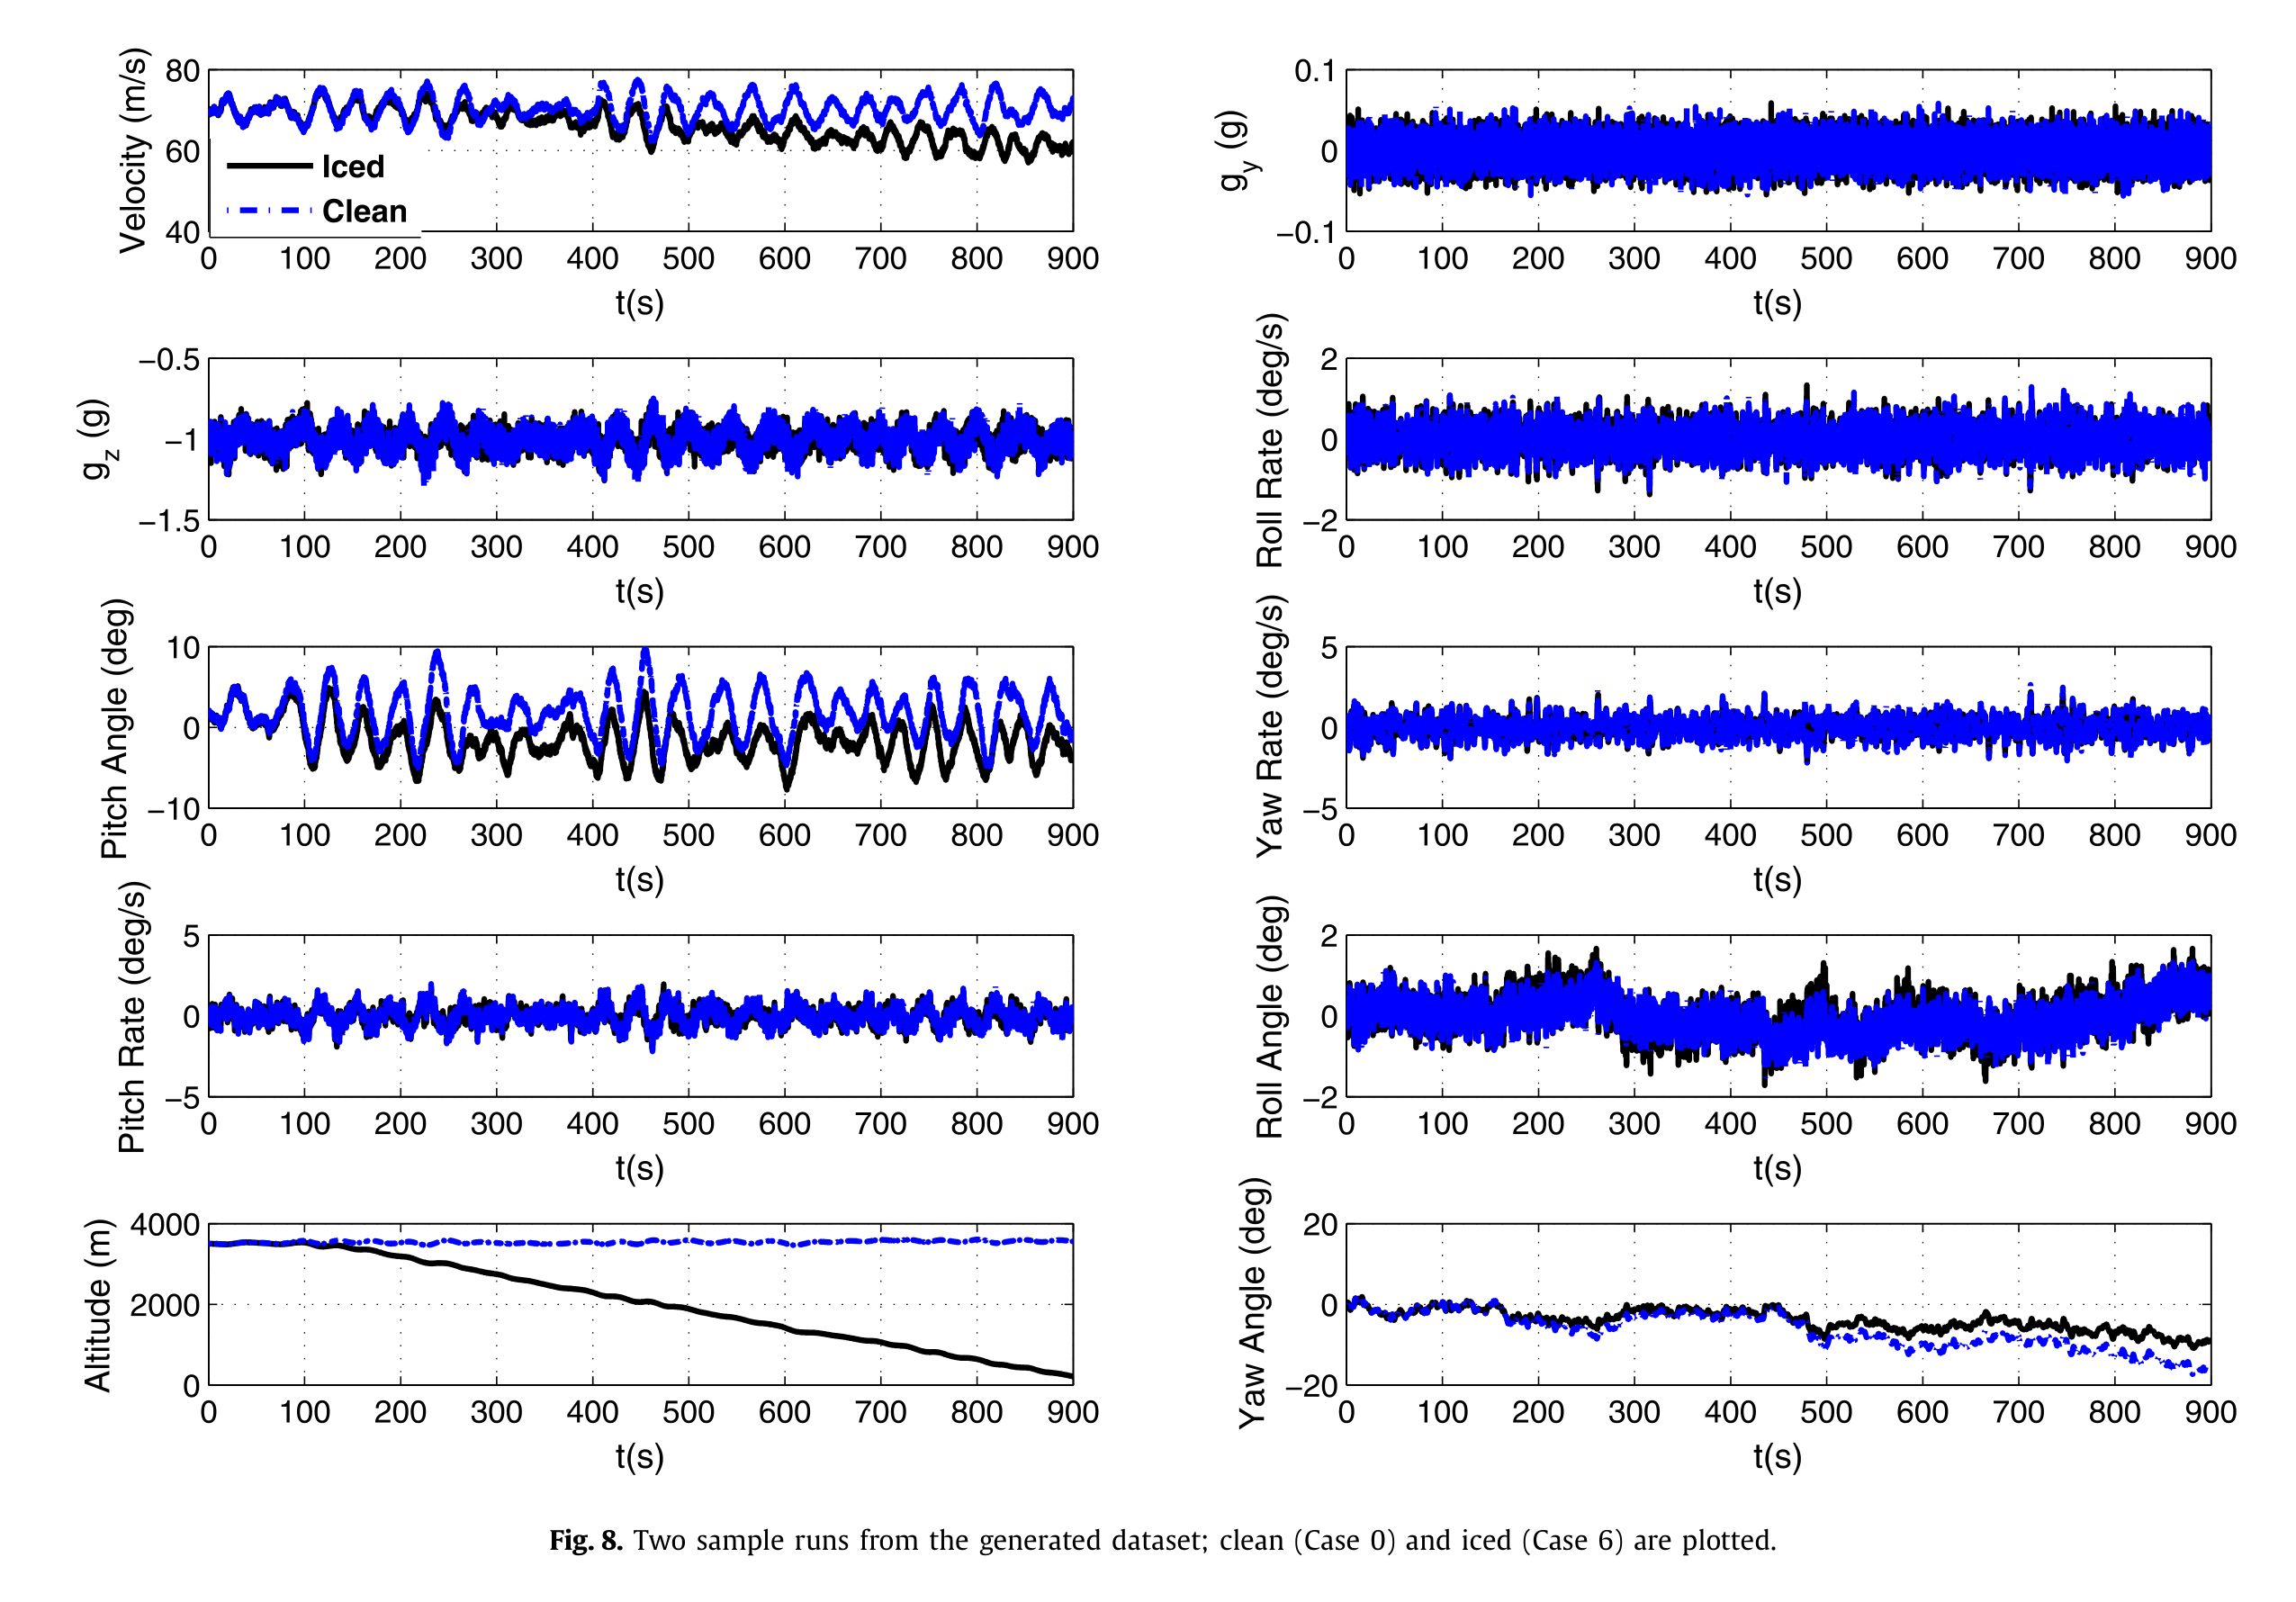 Velocity (m/s)
80
60
40
Iced
Clean
0 100 200 300 400 500 600 700 800 900
t(s)
g_z (g)
−0.5
−1
−1.5
0 100 200 300 400 500 600 700 800 900
t(s)
Pitch Angle (deg)
10
0
−10
0 100 200 300 400 500 600 700 800 900
t(s)
Pitch Rate (deg/s)
5
0
−5
0 100 200 300 400 500 600 700 800 900
t(s)
Altitude (m)
4000
2000
0
0 100 200 300 400 500 600 700 800 900
t(s)
g_y (g)
0.1
0
−0.1
0 100 200 300 400 500 600 700 800 900
t(s)
Roll Rate (deg/s)
2
0
−2
0 100 200 300 400 500 600 700 800 900
t(s)
Yaw Rate (deg/s)
5
0
−5
0 100 200 300 400 500 600 700 800 900
t(s)
Roll Angle (deg)
2
0
−2
0 100 200 300 400 500 600 700 800 900
t(s)
Yaw Angle (deg)
20
0
−20
0 100 200 300 400 500 600 700 800 900
t(s)
Fig. 8. Two sample runs from the generated dataset; clean (Case 0) and iced (Case 6) are plotted.